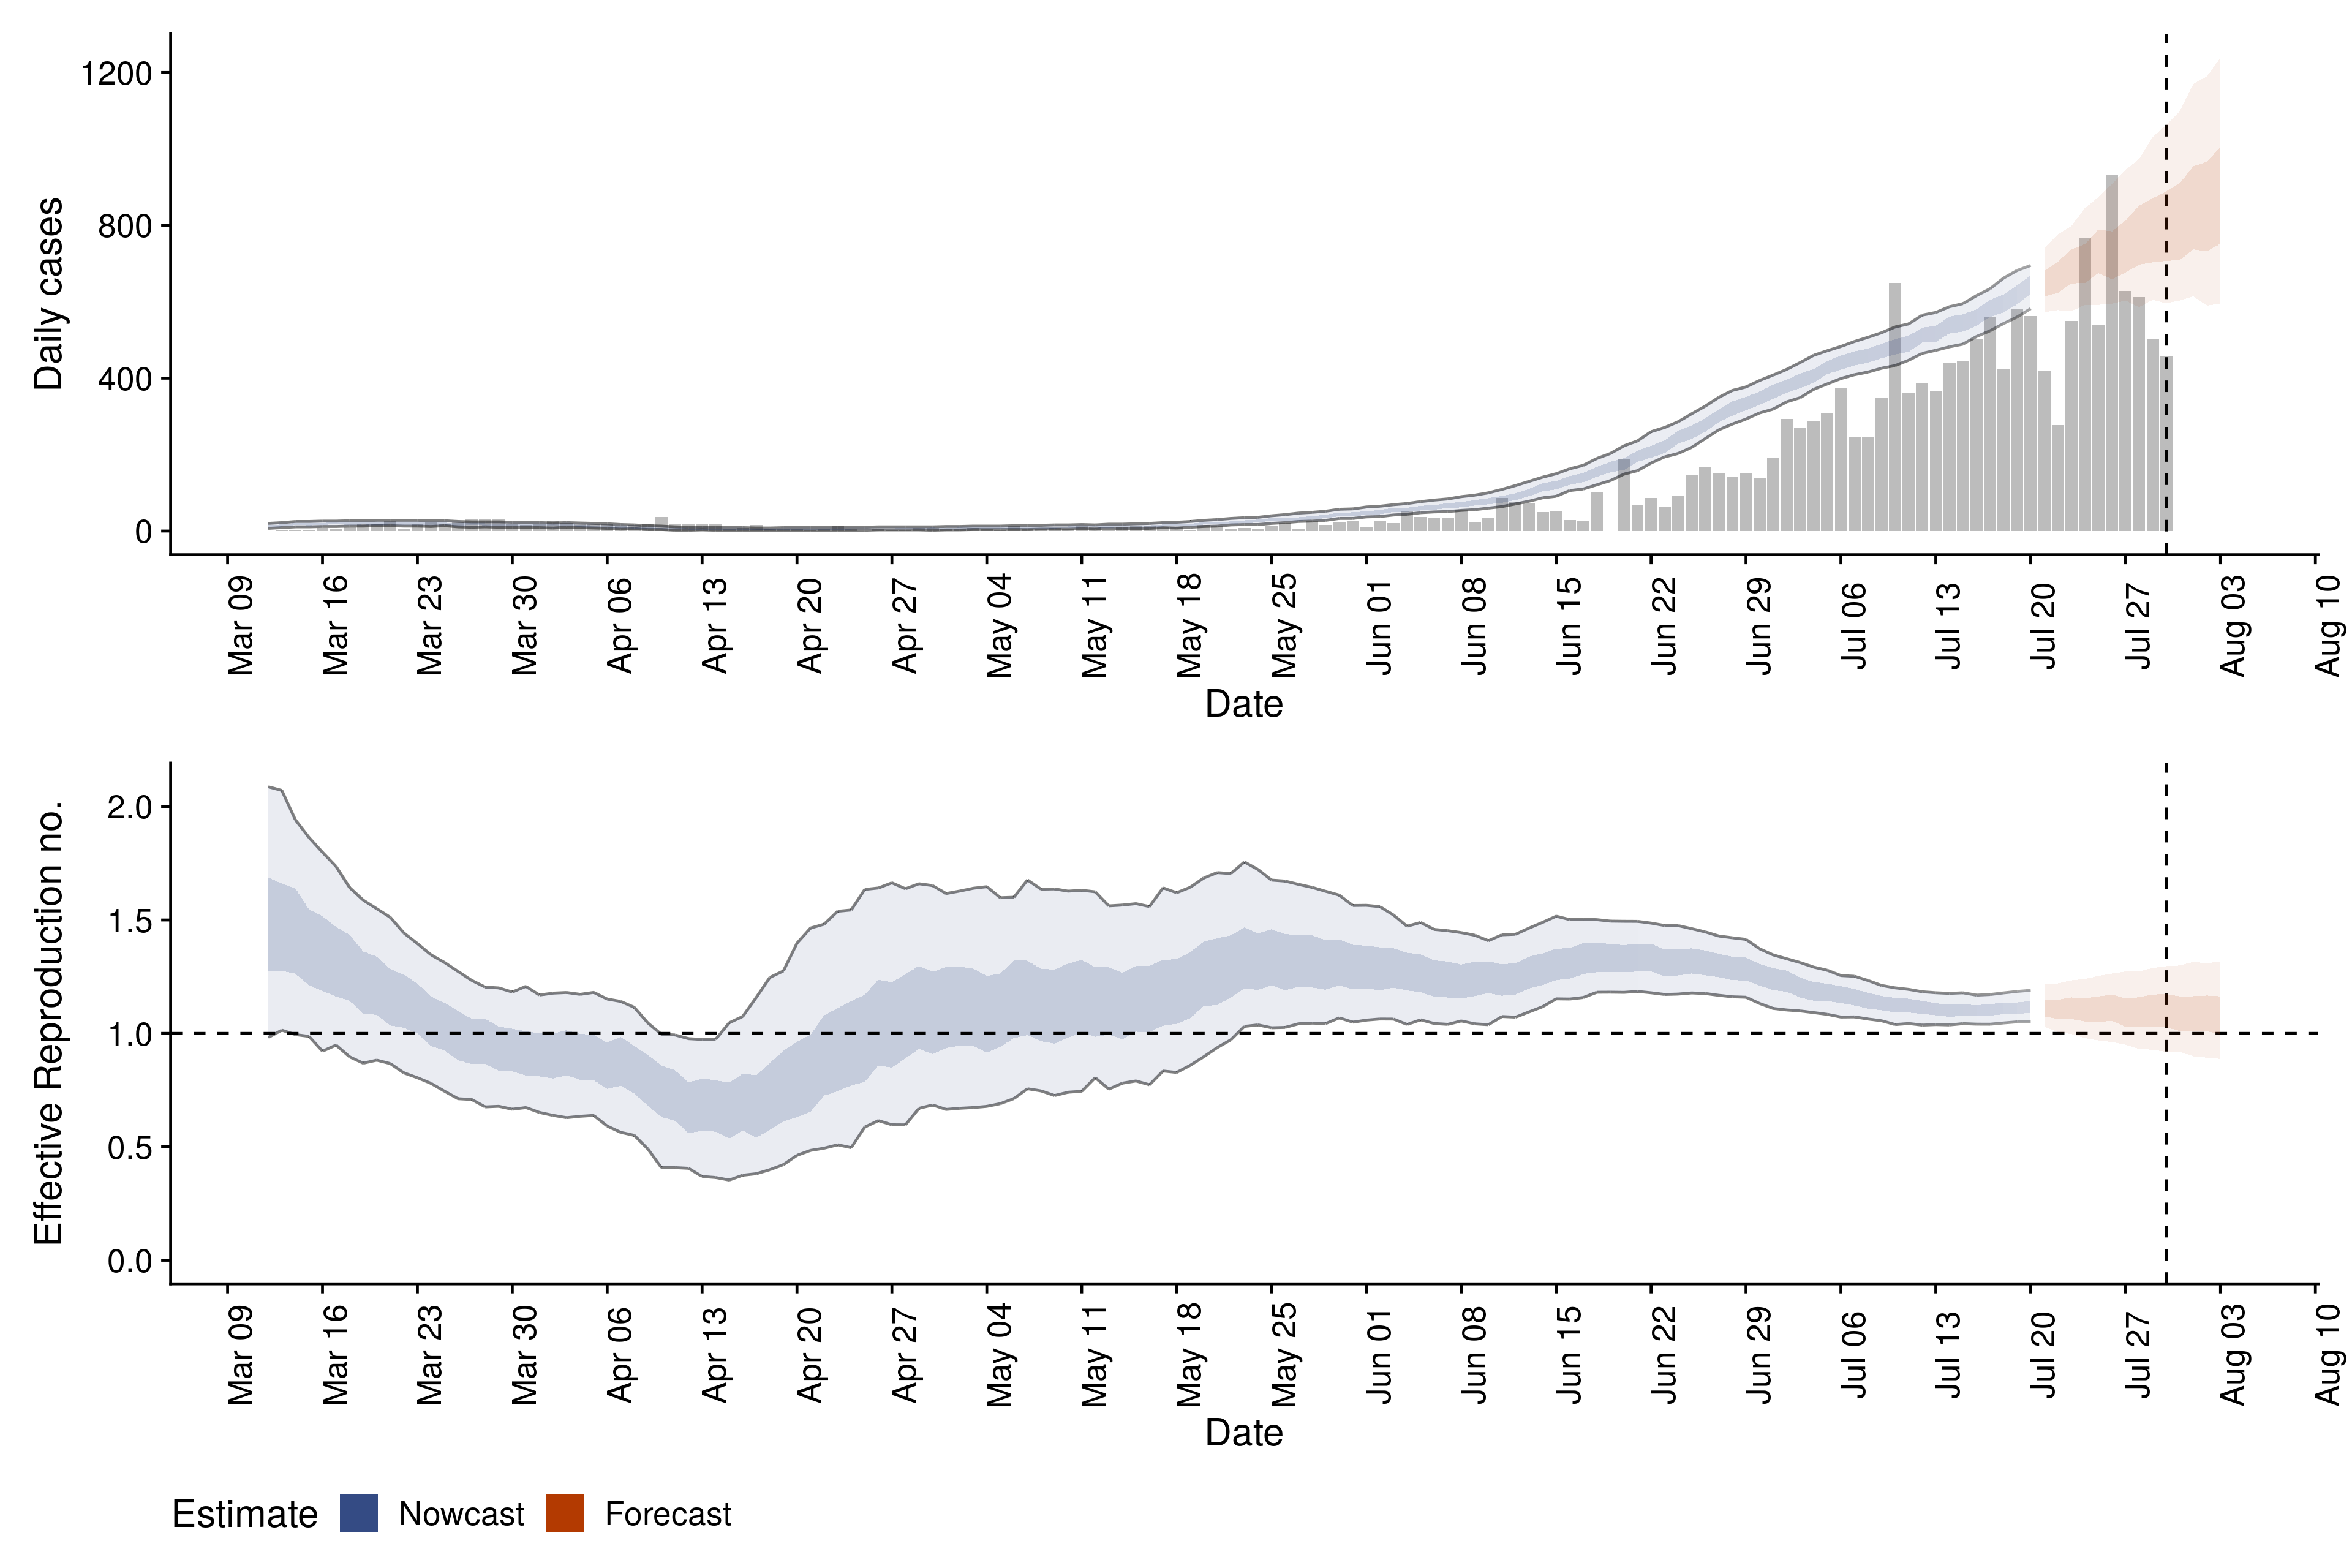 Daily cases
1200
800
400
0
Mar 09 Mar 16 Mar 23 Mar 30 Apr 06 Apr 13 Apr 20 Apr 27 May 04 May 11 May 18 May 25 Jun 01 Jun 08 Jun 15 Jun 22 Jun 29 Jul 06 Jul 13 Jul 20 Jul 27 Aug 03 Aug 10
Date
Effective Reproduction no.
2.0
1.5
1.0
0.5
0.0
Mar 09 Mar 16 Mar 23 Mar 30 Apr 06 Apr 13 Apr 20 Apr 27 May 04 May 11 May 18 May 25 Jun 01 Jun 08 Jun 15 Jun 22 Jun 29 Jul 06 Jul 13 Jul 20 Jul 27 Aug 03 Aug 10
Date
Estimate Nowcast Forecast